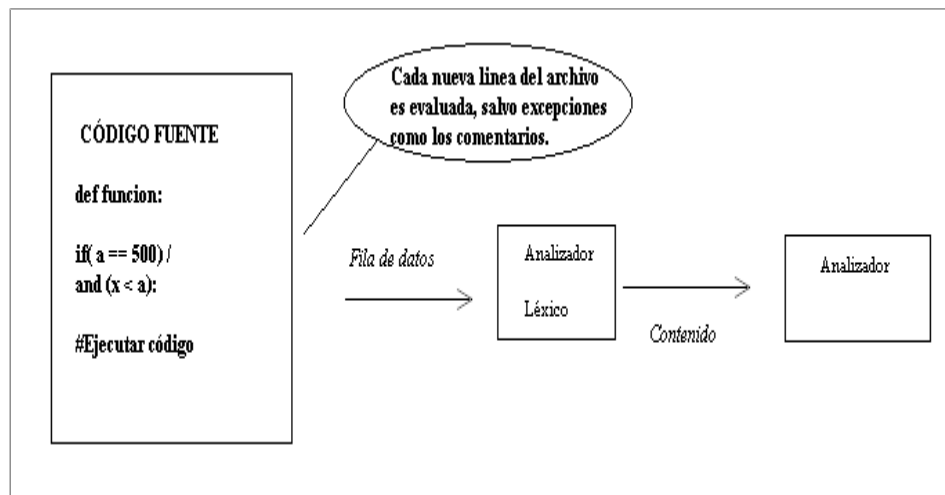 Cada nueva linea del archivo
es evaluada, salvo excepciones
como los comentarios.
CÓDIGO FUENTE
def funcion:
if( a == 500) /
and (x < a):
#Ejecutar código
Fila de datos
Analizador
Léxico
Contenido
Analizador